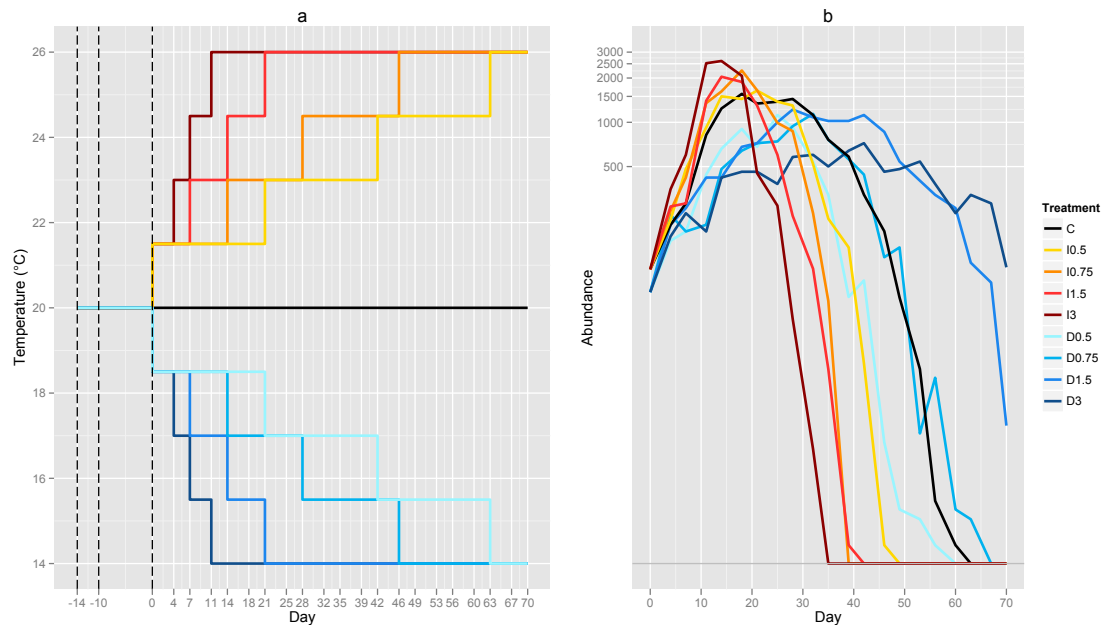 a
b
Temperature (°C)
26
24
22
20
18
16
14
-14 -10 0 4 7 11 14 18 21 25 28 32 35 39 42 46 49 53 56 60 63 67 70
Day
Abundance
3000
2500
2000
1500
1000
500
0 10 20 30 40 50 60 70
Day
Treatment
C
I0.5
I0.75
I1.5
I3
D0.5
D0.75
D1.5
D3